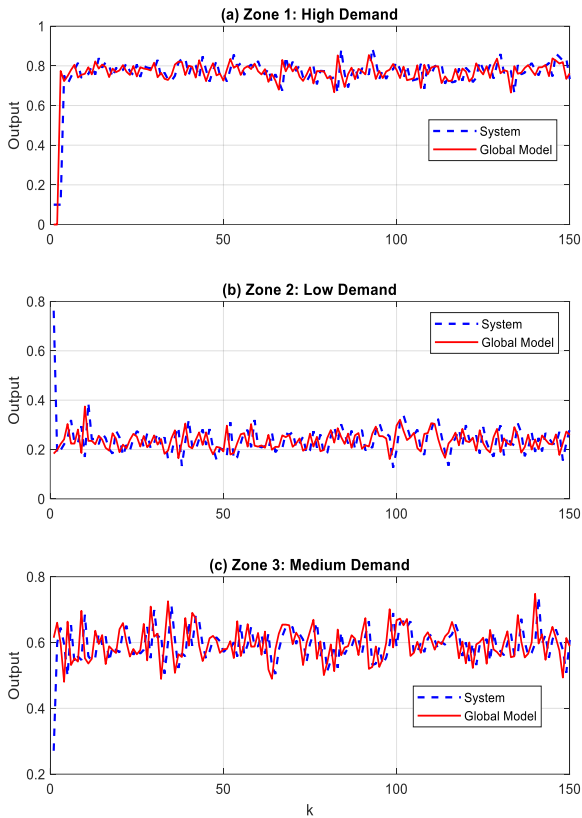 (a) Zone 1: High Demand
1
0.8
0.6
0.4
0.2
0
Output
System
Global Model
0 50 100 150
(b) Zone 2: Low Demand
0.8
0.6
0.4
0.2
0
Output
System
Global Model
0 50 100 150
(c) Zone 3: Medium Demand
0.8
0.6
0.4
0.2
Output
System
Global Model
0 50 100 150
k